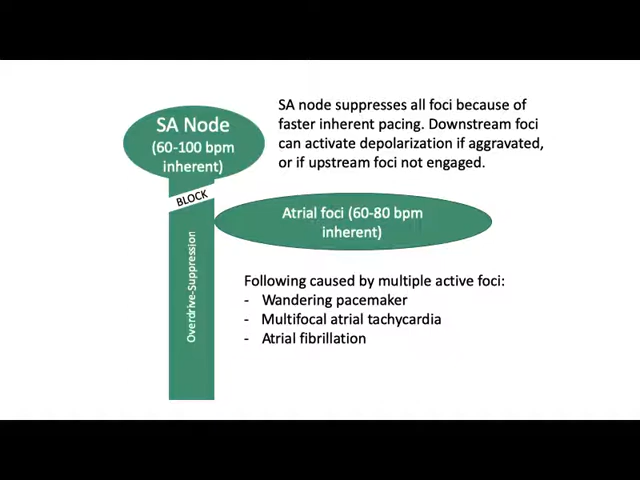 SA Node
(60-100 bpm
inherent)
SA node suppresses all foci because of
faster inherent pacing. Downstream foci
can activate depolarization if aggravated,
or if upstream foci not engaged.
BLOCK
Atrial foci (60-80 bpm
inherent)
Overdrive-Suppression
Following caused by multiple active foci:
- Wandering pacemaker
- Multifocal atrial tachycardia
- Atrial fibrillation